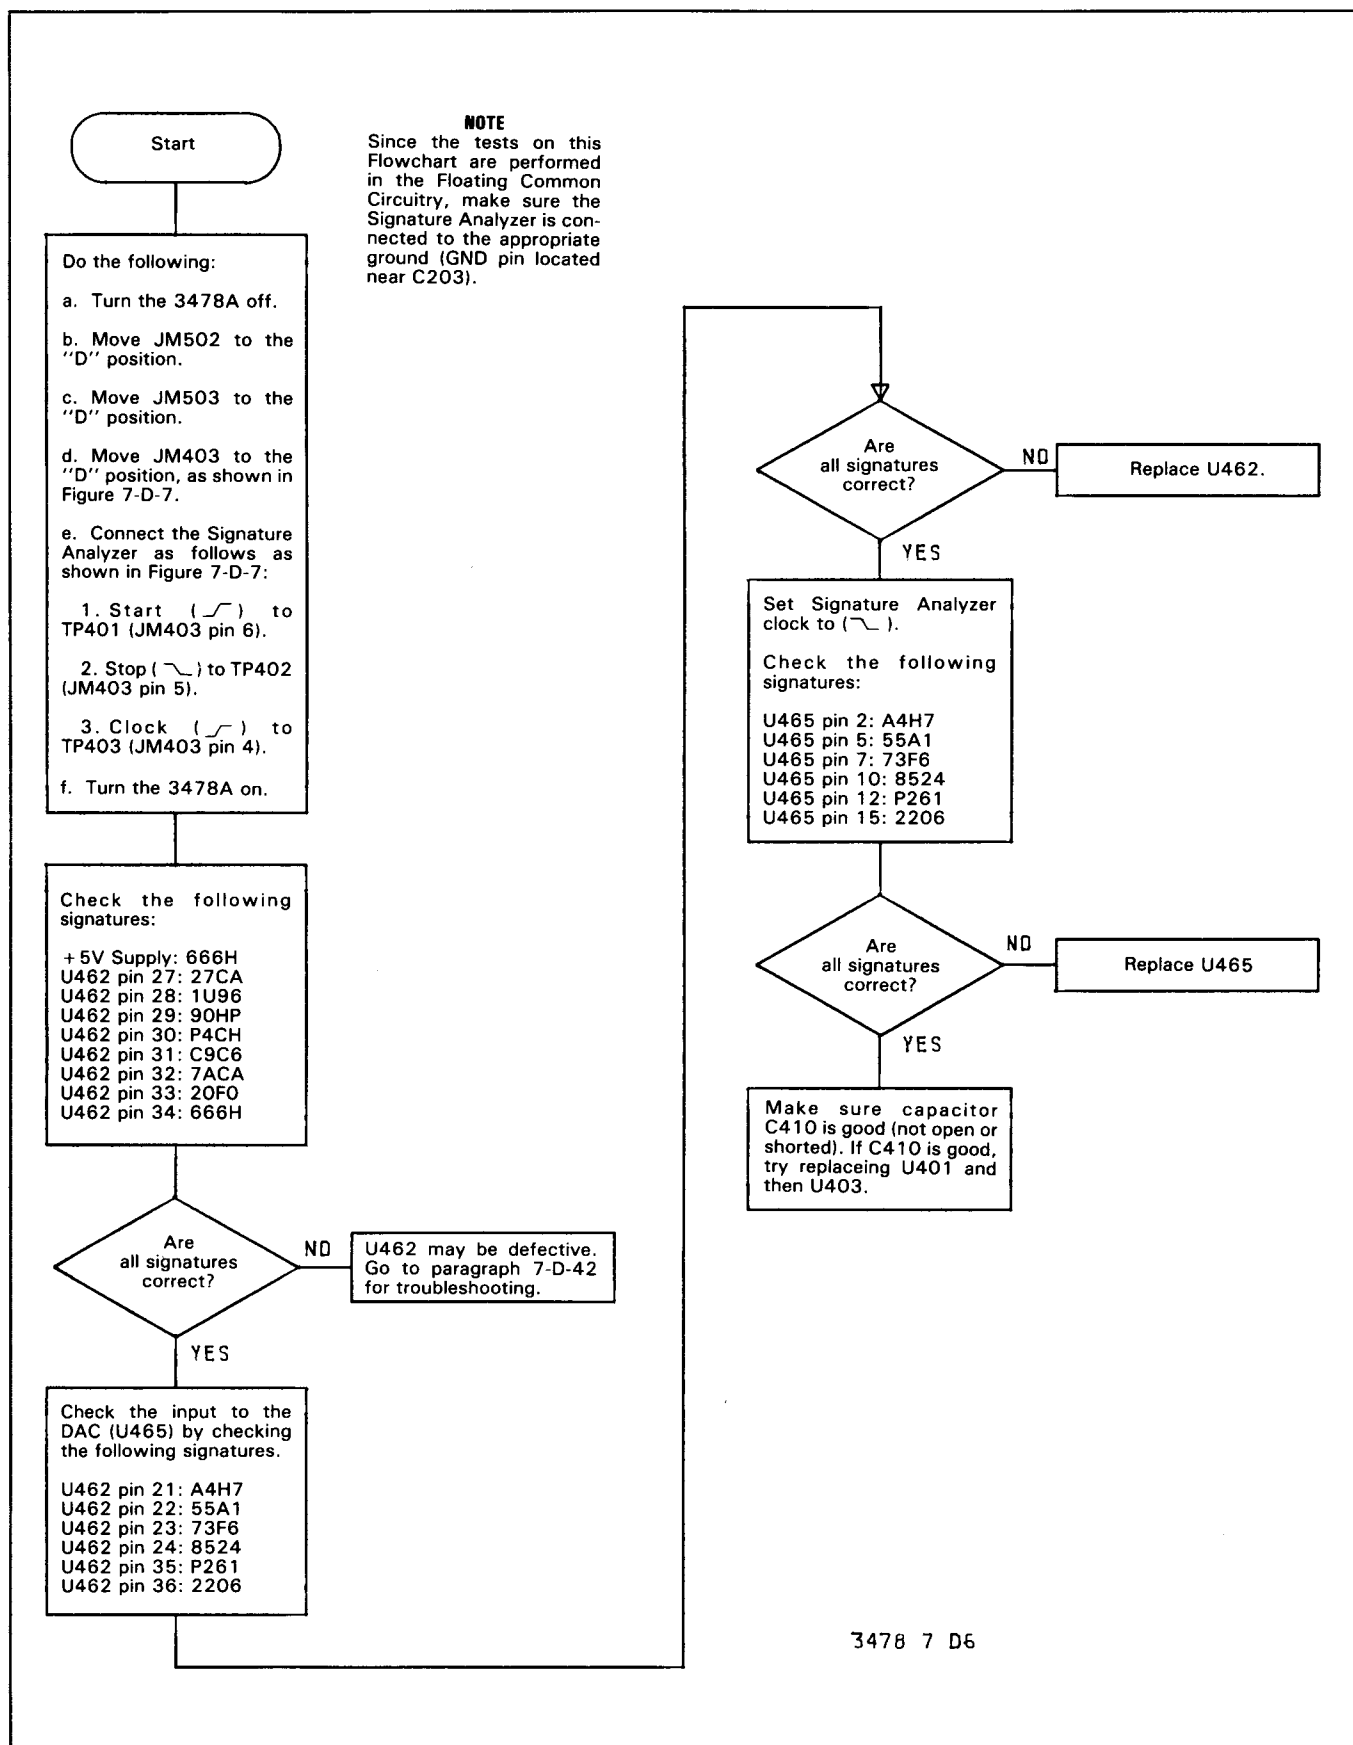 Start
NOTE
Since the tests on this
Flowchart are performed
in the Floating Common
Circuitry, make sure the
Signature Analyzer is con-
nected to the appropriate
ground (GND pin located
near C203).
Do the following:
a. Turn the 3478A off.
b. Move JM502 to the
"D" position.
c. Move JM503 to the
"D" position.
d. Move JM403 to the
"D" position, as shown in
Figure 7-D-7.
e. Connect the Signature
Analyzer as follows as
shown in Figure 7-D-7:
1. Start ( ) to
TP401 (JM403 pin 6).
2. Stop ( ) to TP402
(JM403 pin 5).
3. Clock ( ) to
TP403 (JM403 pin 4).
f. Turn the 3478A on.
Check the following
signatures:
+5V Supply: 666H
U462 pin 27: 27CA
U462 pin 28: 1U96
U462 pin 29: 90HP
U462 pin 30: P4CH
U462 pin 31: C9C6
U462 pin 32: 7ACA
U462 pin 33: 20F0
U462 pin 34: 666H
Are
all signatures
correct?
NO
U462 may be defective.
Go to paragraph 7-D-42
for troubleshooting.
YES
Check the input to the
DAC (U465) by checking
the following signatures.
U462 pin 21: A4H7
U462 pin 22: 55A1
U462 pin 23: 73F6
U462 pin 24: 8524
U462 pin 35: P261
U462 pin 36: 2206
Are
all signatures
correct?
NO
Replace U462.
YES
Set Signature Analyzer
clock to ( ).
Check the following
signatures:
U465 pin 2: A4H7
U465 pin 5: 55A1
U465 pin 7: 73F6
U465 pin 10: 8524
U465 pin 12: P261
U465 pin 15: 2206
Are
all signatures
correct?
NO
Replace U465
YES
Make sure capacitor
C410 is good (not open or
shorted). If C410 is good,
try replaceing U401 and
then U403.
3478 7 D6